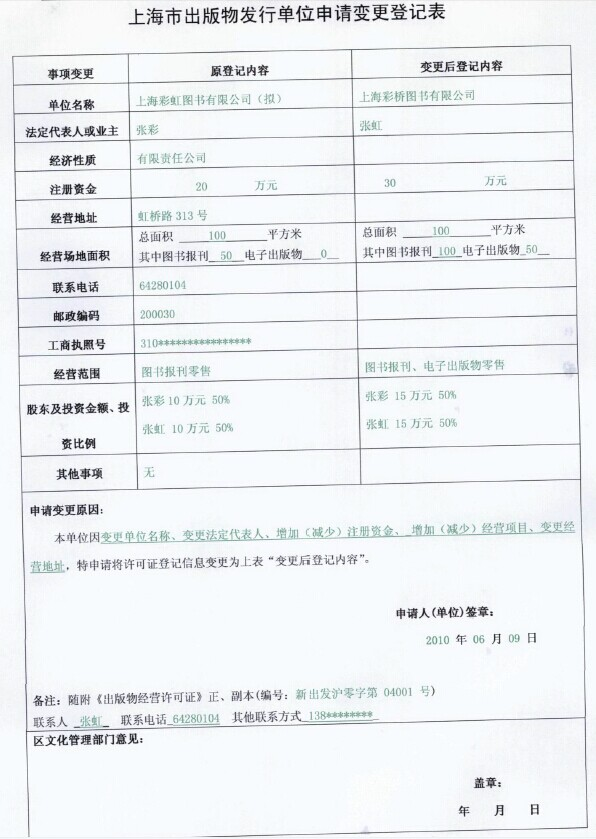 上海市出版物发行单位申请变更登记表
事项变更 原登记内容 变更后登记内容
单位名称 上海彩虹图书有限公司（拟） 上海彩桥图书有限公司
法定代表人或业主 张彩 张虹
经济性质 有限责任公司
注册资金 20 万元 30 万元
经营地址 虹桥路 313 号
经营场地面积 总面积 100 平方米 总面积 100 平方米
其中图书报刊 50 电子出版物 0 其中图书报刊 100 电子出版物 50
联系电话 64280104
邮政编码 200030
工商执照号 310****************
经营范围 图书报刊零售 图书报刊、电子出版物零售
股东及投资金额、投 张彩 10 万元 50% 张彩 15 万元 50%
资比例 张虹 10 万元 50% 张虹 15 万元 50%
其他事项 无
申请变更原因：
本单位因变更单位名称、变更法定代表人、增加（减少）注册资金、 增加（减少）经营项目、变更经
营地址，特申请将许可证登记信息变更为上表“变更后登记内容”。
申请人(单位)签章：
2010 年 06 月 09 日
备注：随附《出版物经营许可证》正、副本(编号：新出发沪零字第 04001 号)
联系人 张虹 联系电话 64280104 其他联系方式 138********
区文化管理部门意见：
盖章：
年 月 日